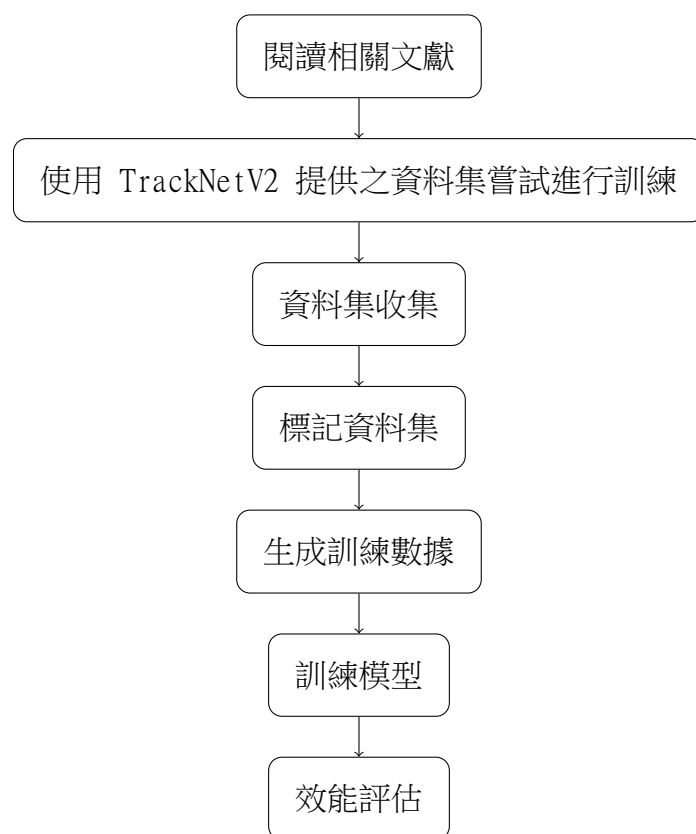 閱讀相關文獻
使用 TrackNetV2 提供之資料集嘗試進行訓練
資料集收集
標記資料集
生成訓練數據
訓練模型
效能評估